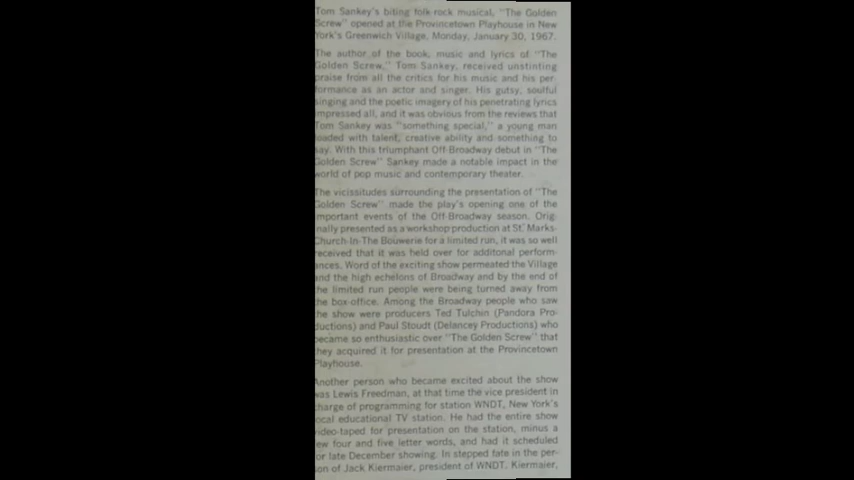 Tom Sankey's biting folk-rock musical, "The Golden
Screw" opened at the Provincetown Playhouse in New
York's Greenwich Village, Monday, January 30, 1967.
The author of the book, music and lyrics of "The
Golden Screw," Tom Sankey, received unstinting
praise from all the critics for his music and his per-
formance as an actor and singer. His gutsy, soulful
singing and the poetic imagery of his penetrating lyrics
impressed all, and it was obvious from the reviews that
Tom Sankey was "something special," a young man
loaded with talent, creative ability and something to
say. With this triumphant Off-Broadway debut in "The
Golden Screw" Sankey made a notable impact in the
world of pop music and contemporary theater.
The vicissitudes surrounding the presentation of "The
Golden Screw" made the play's opening one of the
important events of the Off-Broadway season. Orig-
inally presented as a workshop production at St. Marks-
Church-In-The Bouwerie for a limited run, it was so well
received that it was held over for additonal perform-
ances. Word of the exciting show permeated the Village
and the high echelons of Broadway and by the end of
the limited run people were being turned away from
the box-office. Among the Broadway people who saw
the show were producers Ted Tulchin (Pandora Pro-
ductions) and Paul Stoudt (Delancey Productions) who
became so enthusiastic over "The Golden Screw" that
they acquired it for presentation at the Provincetown
Playhouse.
Another person who became excited about the show
was Lewis Freedman, at that time the vice president in
charge of programming for station WNDT, New York's
local educational TV station. He had the entire show
video-taped for presentation on the station, minus a
few four and five letter words, and had it scheduled
for late December showing. In stepped fate in the per-
son of Jack Kiermaier, president of WNDT. Kiermaier,